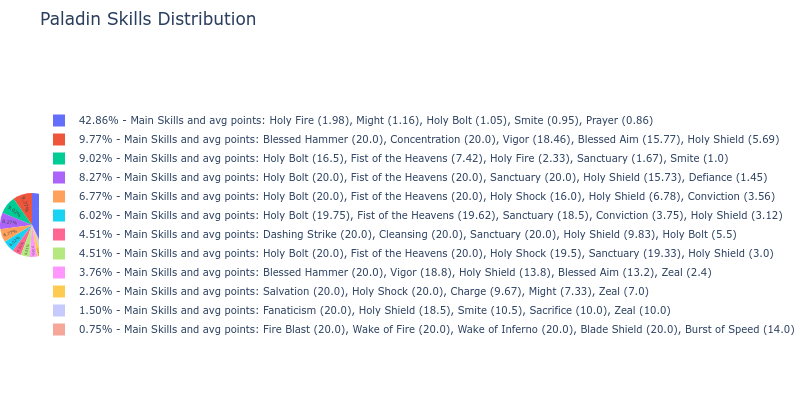 Paladin Skills Distribution
42.86% - Main Skills and avg points: Holy Fire (1.98), Might (1.16), Holy Bolt (1.05), Smite (0.95), Prayer (0.86)
9.77% - Main Skills and avg points: Blessed Hammer (20.0), Concentration (20.0), Vigor (18.46), Blessed Aim (15.77), Holy Shield (5.69)
9.02% - Main Skills and avg points: Holy Bolt (16.5), Fist of the Heavens (7.42), Holy Fire (2.33), Sanctuary (1.67), Smite (1.0)
8.27% - Main Skills and avg points: Holy Bolt (20.0), Fist of the Heavens (20.0), Sanctuary (20.0), Holy Shield (15.73), Defiance (1.45)
6.77% - Main Skills and avg points: Holy Bolt (20.0), Fist of the Heavens (20.0), Holy Shock (16.0), Holy Shield (6.78), Conviction (3.56)
6.02% - Main Skills and avg points: Holy Bolt (19.75), Fist of the Heavens (19.62), Sanctuary (18.5), Conviction (3.75), Holy Shield (3.12)
4.51% - Main Skills and avg points: Dashing Strike (20.0), Cleansing (20.0), Sanctuary (20.0), Holy Shield (9.83), Holy Bolt (5.5)
4.51% - Main Skills and avg points: Holy Bolt (20.0), Fist of the Heavens (20.0), Holy Shock (19.5), Sanctuary (19.33), Holy Shield (3.0)
3.76% - Main Skills and avg points: Blessed Hammer (20.0), Vigor (18.8), Holy Shield (13.8), Blessed Aim (13.2), Zeal (2.4)
2.26% - Main Skills and avg points: Salvation (20.0), Holy Shock (20.0), Charge (9.67), Might (7.33), Zeal (7.0)
1.50% - Main Skills and avg points: Fanaticism (20.0), Holy Shield (18.5), Smite (10.5), Sacrifice (10.0), Zeal (10.0)
0.75% - Main Skills and avg points: Fire Blast (20.0), Wake of Fire (20.0), Wake of Inferno (20.0), Blade Shield (20.0), Burst of Speed (14.0)